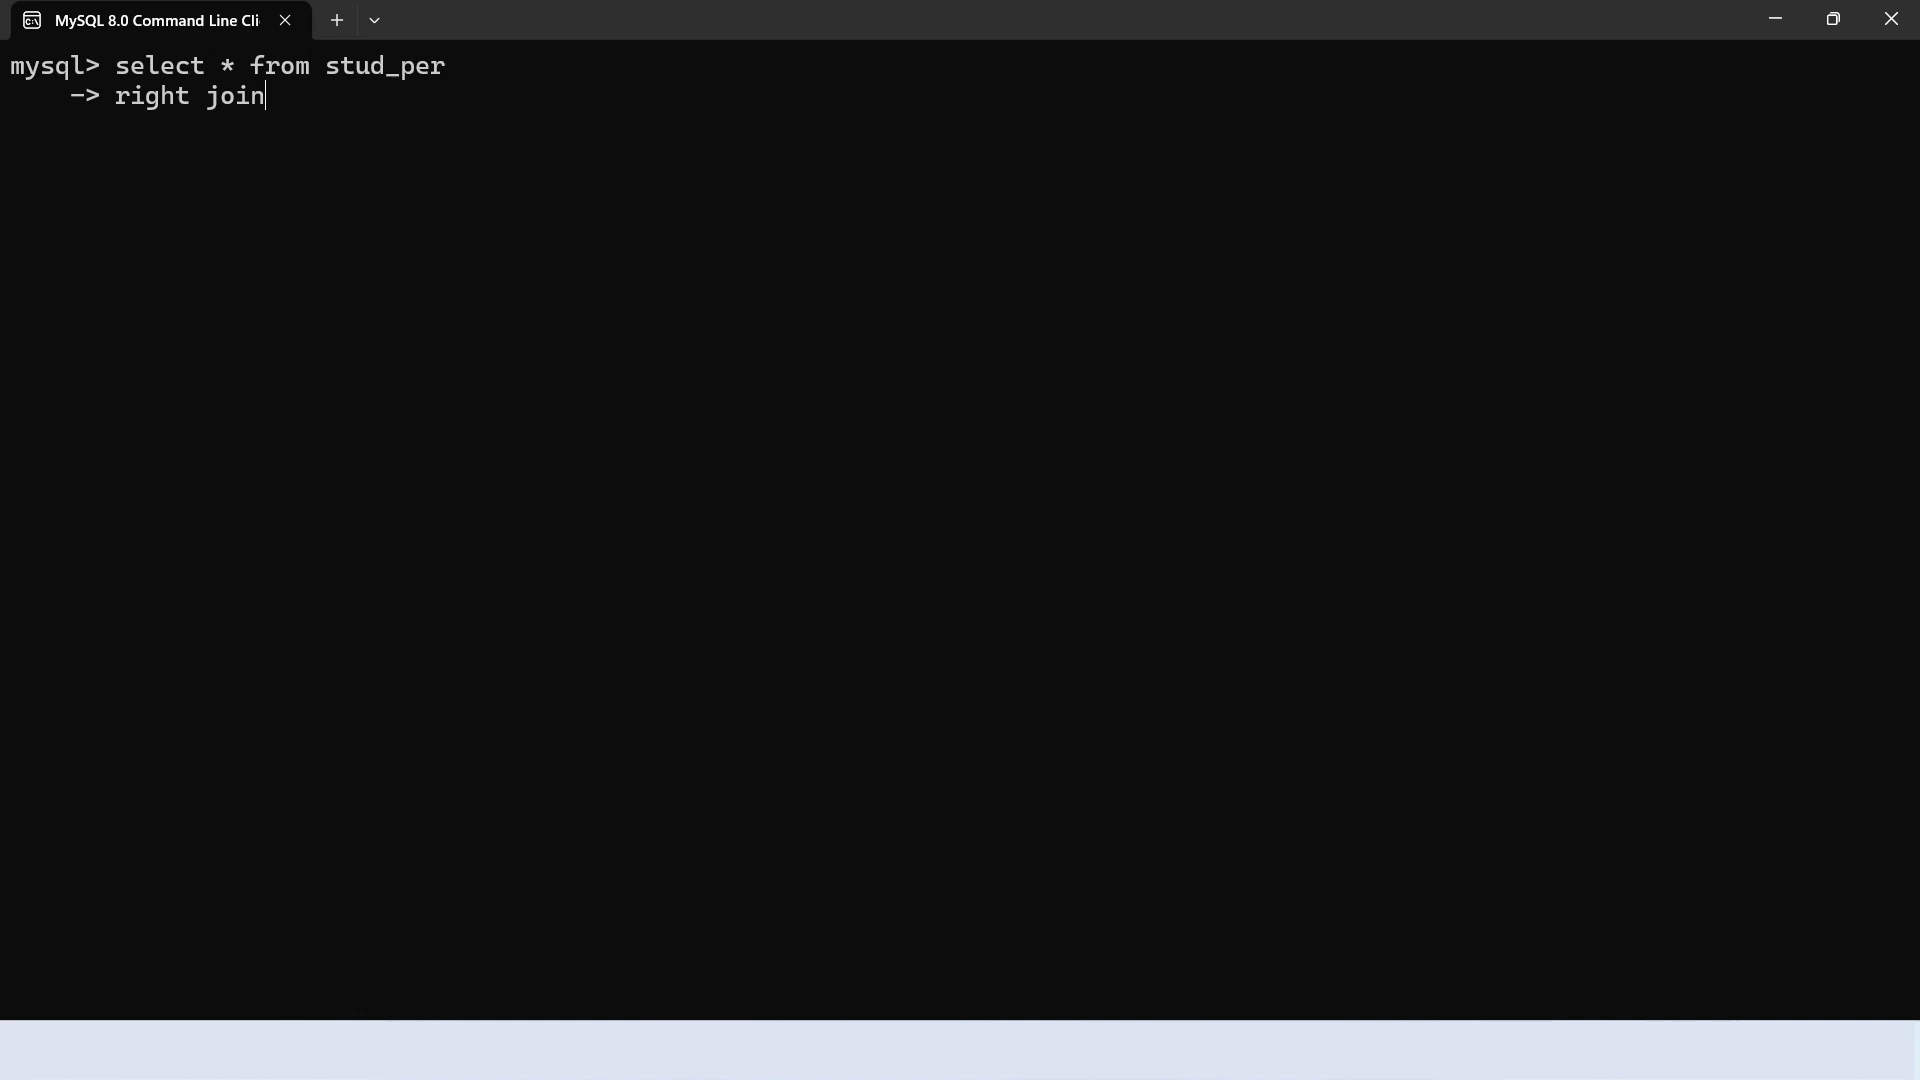 MySQL 8.0 Command Line Cli
mysql> select * from stud_per
-> right join